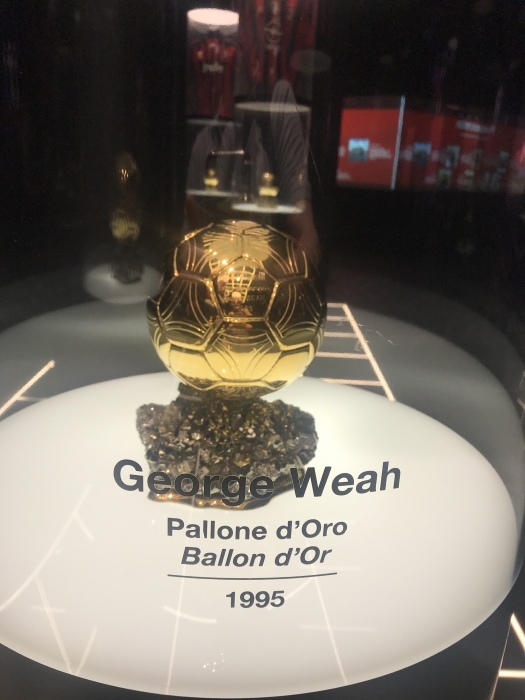 George Weah
Pallone d'Oro
Ballon d'Or
1995